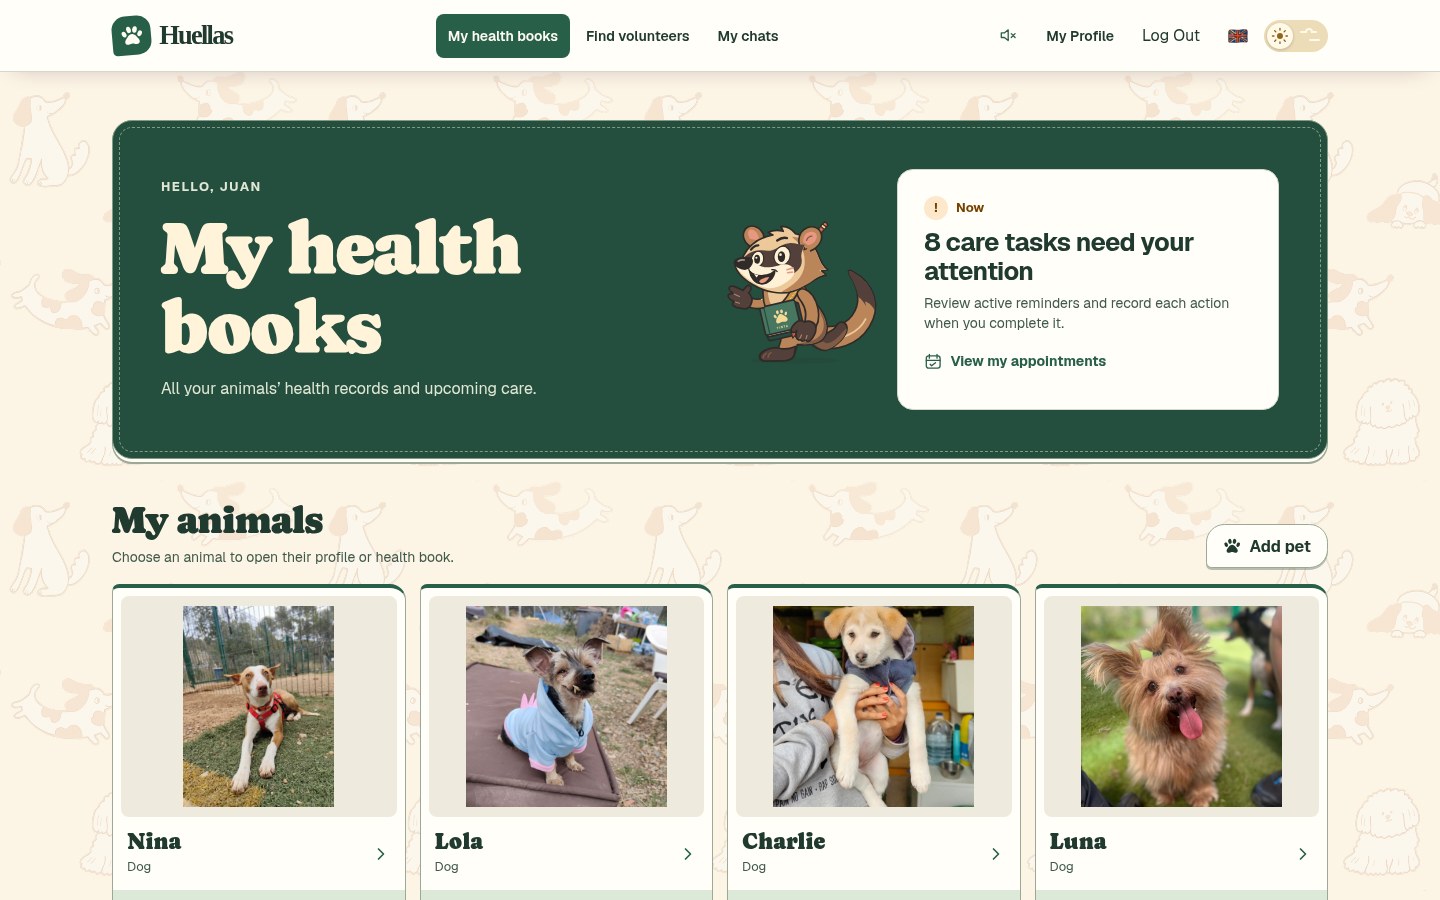 Huellas
My health books
Find volunteers
My chats
My Profile
Log Out
HELLO, JUAN
My health
books
All your animals’ health records and upcoming care.
!
Now
8 care tasks need your
attention
Review active reminders and record each action
when you complete it.
View my appointments
My animals
Choose an animal to open their profile or health book.
Add pet
Nina
Dog
Lola
Dog
Charlie
Dog
Luna
Dog